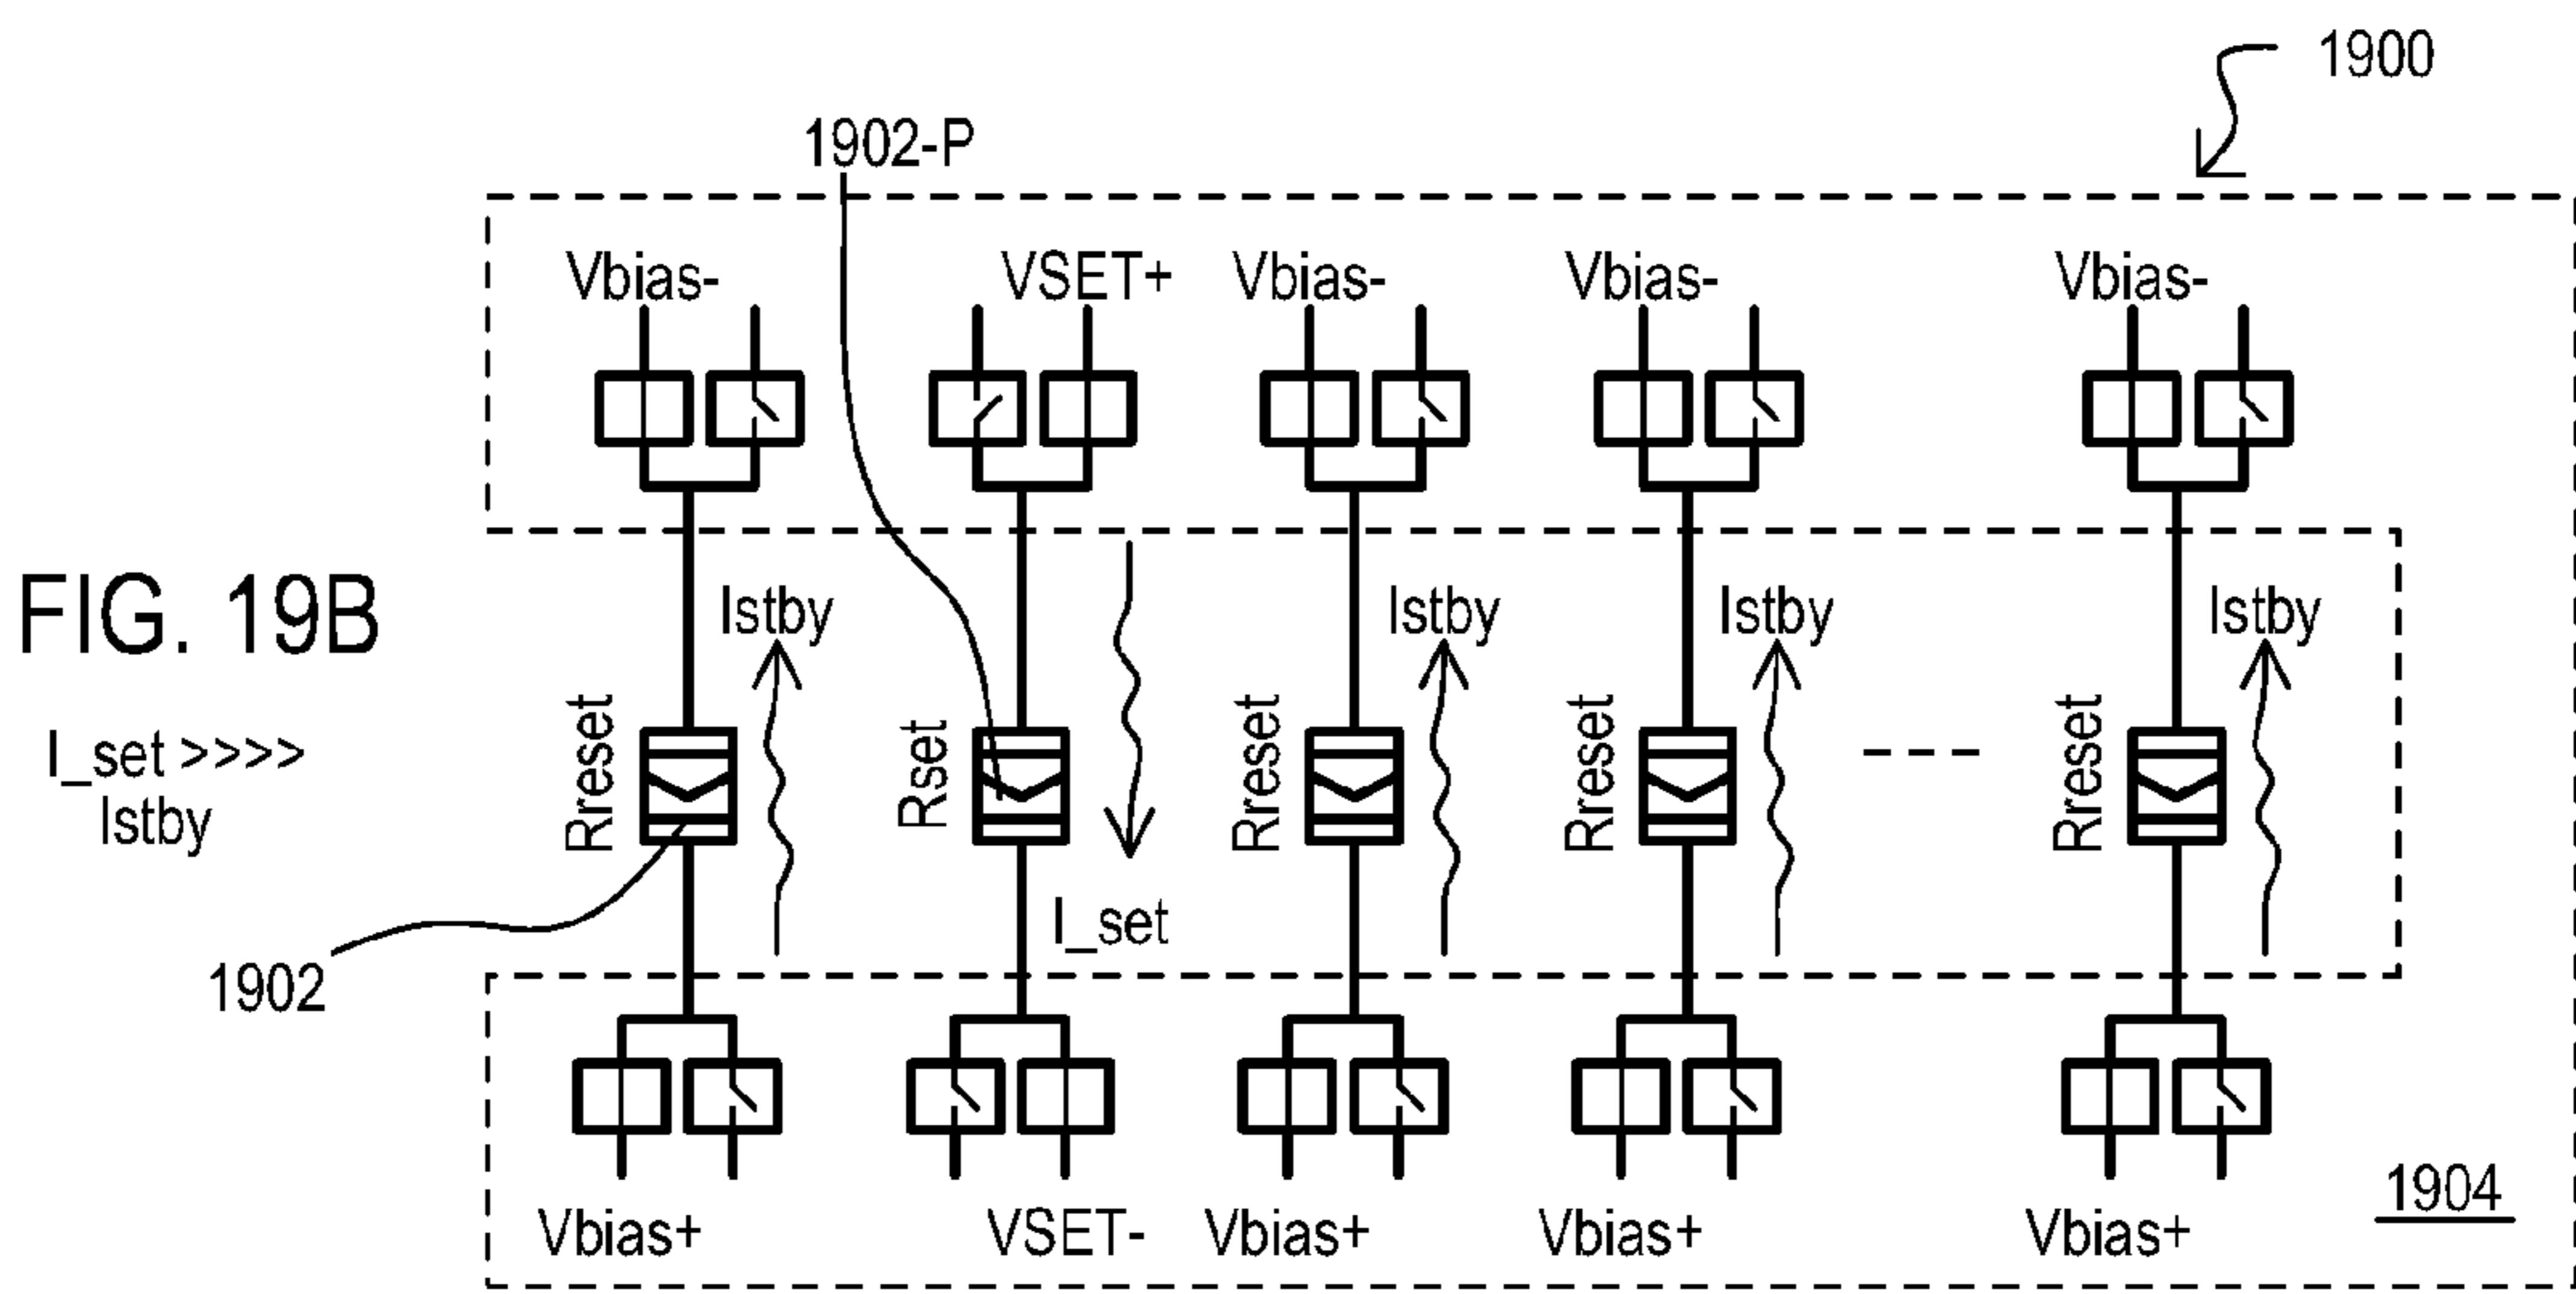 1900
1902-P
Vbias- VSET+ Vbias- Vbias- Vbias-
FIG. 19B
Istby Istby Istby Istby
Rreset Rset Rreset Rreset Rreset
I_set >>>>
Istby
I_set
1902
1904
Vbias+ VSET- Vbias+ Vbias+ Vbias+